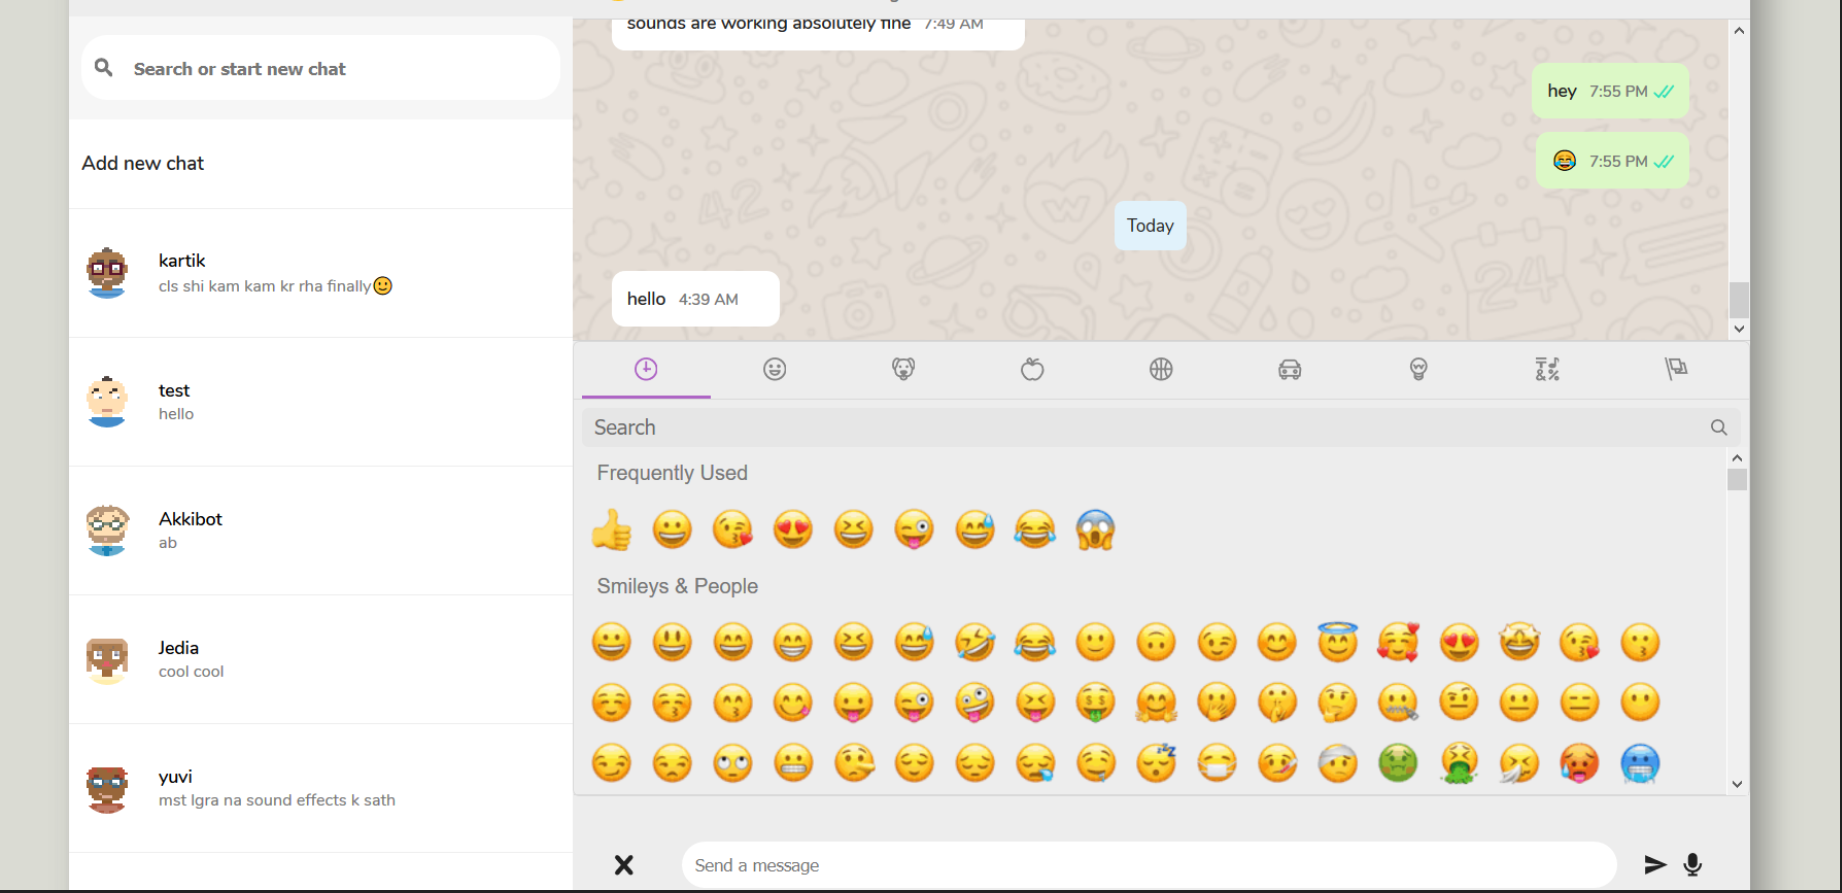 Search or start new chat
Add new chat
kartik
cls shi kam kam kr rha finally🙂
test
hello
Akkibot
ab
Jedia
cool cool
yuvi
mst lgra na sound effects k sath
sounds are working absolutely fine 7:49 AM
hey 7:55 PM
😂 7:55 PM
Today
hello 4:39 AM
Search
Frequently Used
Smileys & People
Send a message